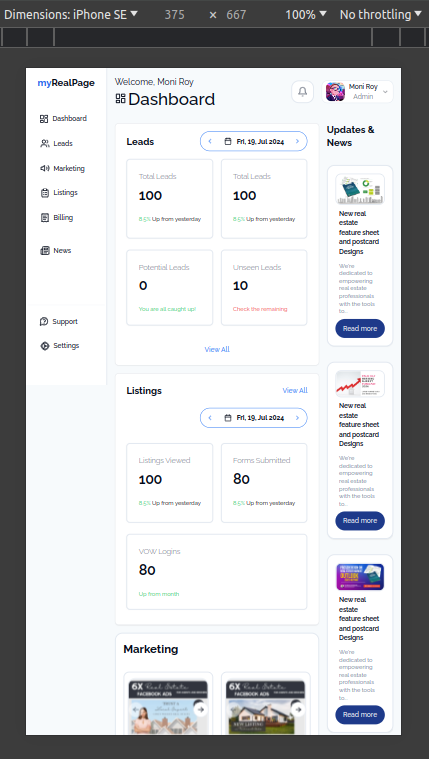 Dimensions: iPhone SE 375 × 667 100% No throttling
myRealPage
Dashboard
Leads
Marketing
Listings
Billing
News
Support
Settings
Welcome, Moni Roy
Dashboard
Moni Roy
Admin
Leads
Fri, 19, Jul 2024
Total Leads
100
8.5% Up from yesterday
Total Leads
100
8.5% Up from yesterday
Potential Leads
0
You are all caught up!
Unseen Leads
10
Check the remaining
View All
Listings
View All
Fri, 19, Jul 2024
Listings Viewed
100
8.5% Up from yesterday
Forms Submitted
80
8.5% Up from yesterday
VOW Logins
80
Up from month
Marketing
6X Real Estate
FACEBOOK ADS
6X Real Estate
FACEBOOK ADS
NEW LISTING
Updates &
News
New real
estate
feature sheet
and postcard
Designs
We're
dedicated to
empowering
real estate
professionals
with the tools
to...
Read more
New real
estate
feature sheet
and postcard
Designs
We're
dedicated to
empowering
real estate
professionals
with the tools
to...
Read more
OUTLOOK
New real
estate
feature sheet
and postcard
Designs
We're
dedicated to
empowering
real estate
professionals
with the tools
to...
Read more